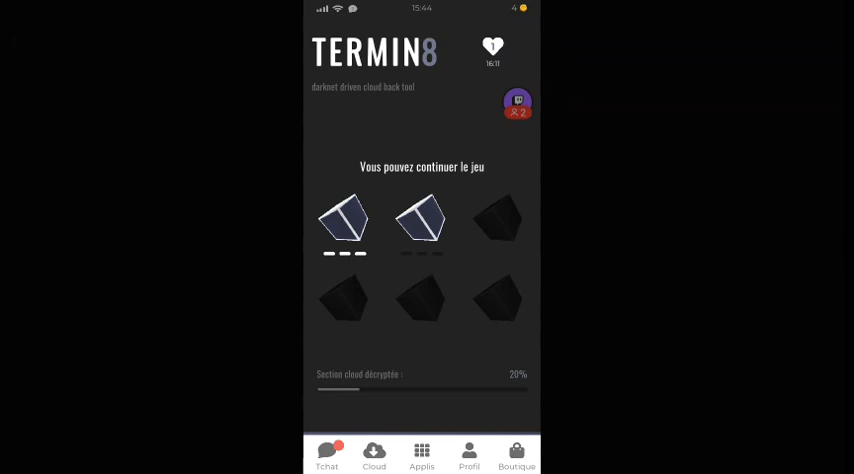 15:44
4
TERMIN8
1
16:11
darknet driven cloud hack tool
2
Vous pouvez continuer le jeu
Section cloud décryptée :
20%
Tchat
Cloud
Applis
Profil
Boutique